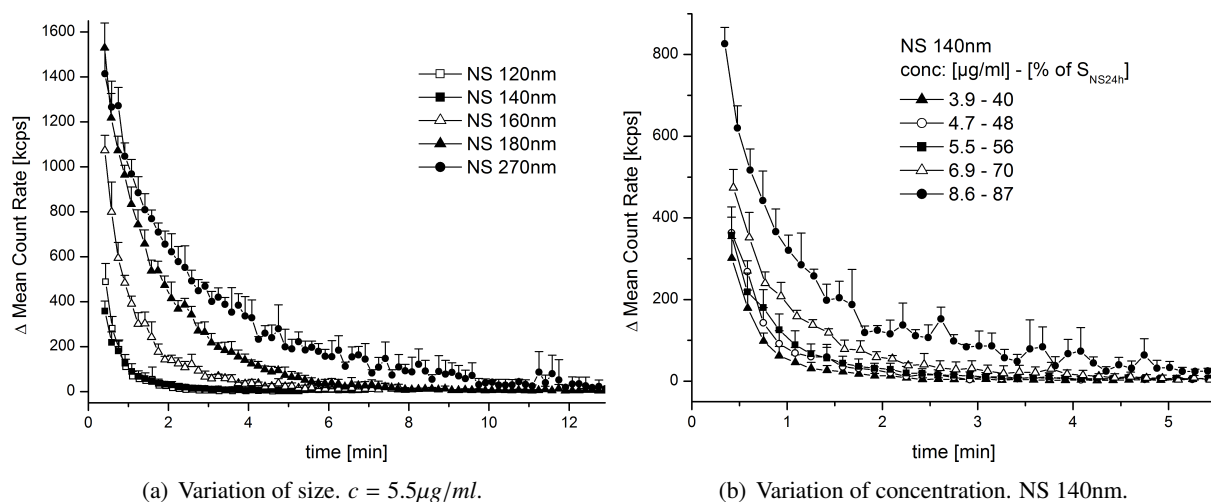 1600
1400
1200
1000
800
600
400
200
0
Δ Mean Count Rate [kcps]
NS 120nm
NS 140nm
NS 160nm
NS 180nm
NS 270nm
0 2 4 6 8 10 12
time [min]
(a) Variation of size. c = 5.5μg/ml.
800
600
400
200
0
Δ Mean Count Rate [kcps]
NS 140nm
conc: [µg/ml] - [% of S_NS24h]
3.9 - 40
4.7 - 48
5.5 - 56
6.9 - 70
8.6 - 87
0 1 2 3 4 5
time [min]
(b) Variation of concentration. NS 140nm.